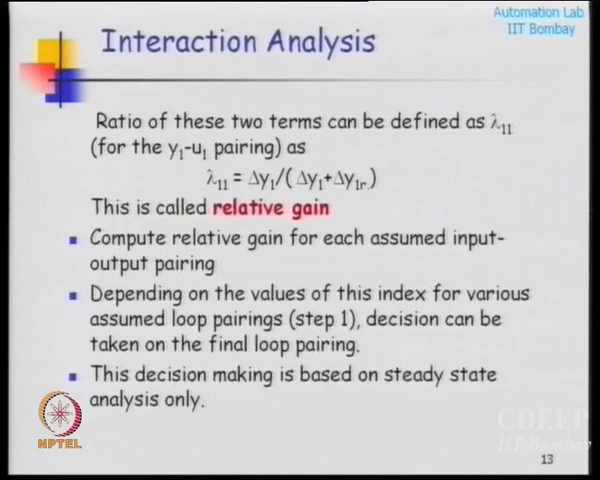 Automation Lab
IIT Bombay
Interaction Analysis
Ratio of these two terms can be defined as λ11
(for the y1-u1 pairing) as
λ11 = Δy1/( Δy1+Δy1r.)
This is called relative gain
Compute relative gain for each assumed input-
output pairing
Depending on the values of this index for various
assumed loop pairings (step 1), decision can be
taken on the final loop pairing.
This decision making is based on steady state
analysis only.
NPTEL
CDEEP
IIT Bombay
13